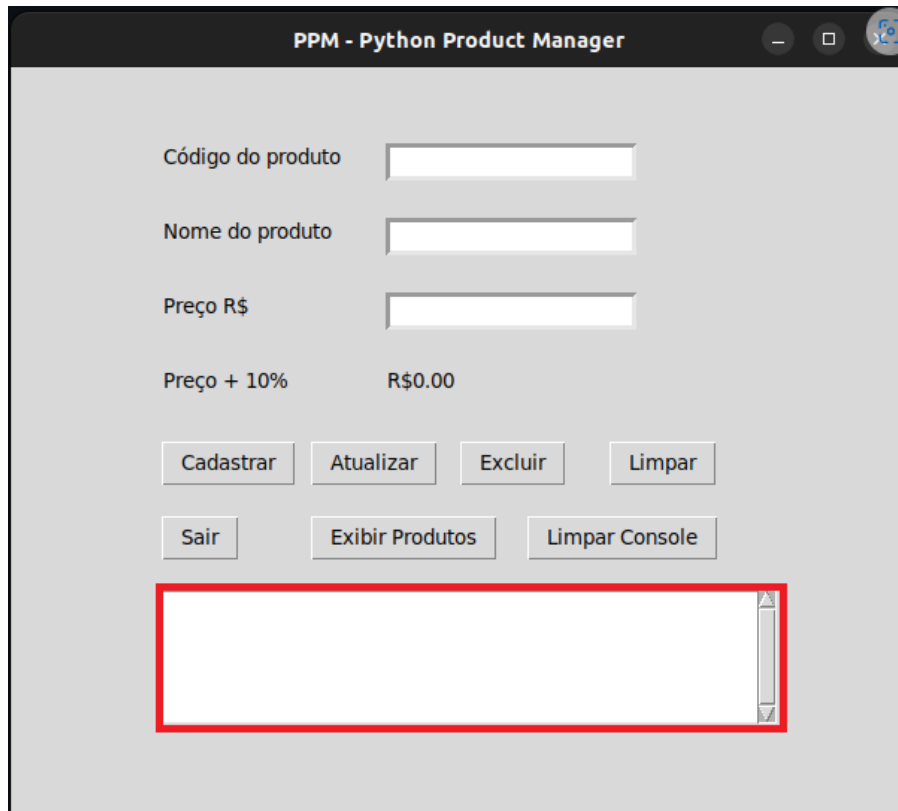 PPM - Python Product Manager
Código do produto
Nome do produto
Preço R$
Preço + 10% R$0.00
Cadastrar Atualizar Excluir Limpar
Sair Exibir Produtos Limpar Console